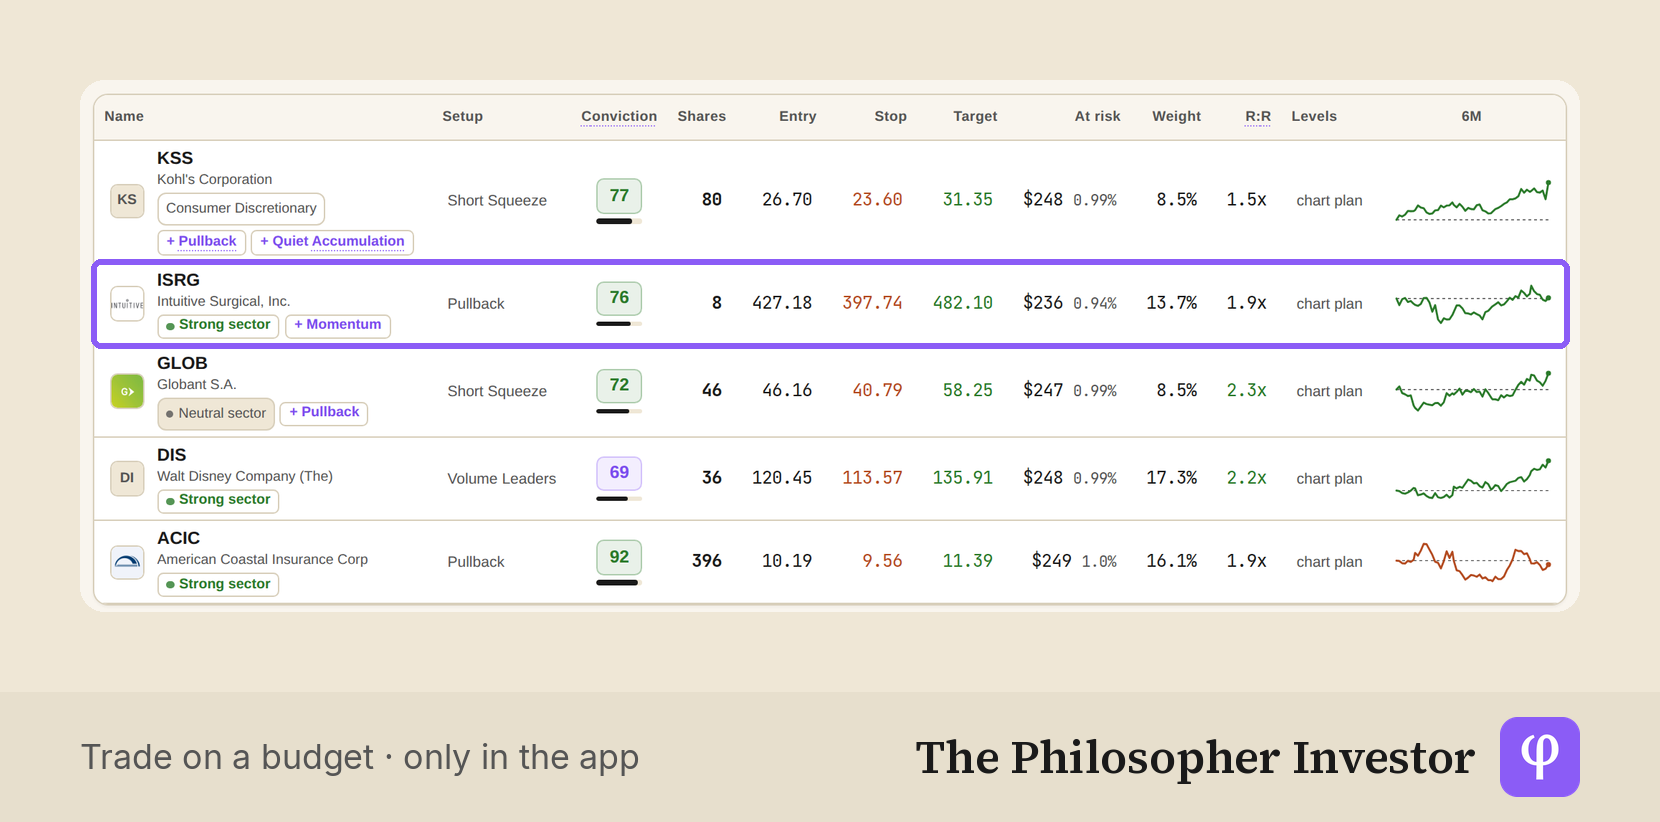 Name Setup Conviction Shares Entry Stop Target At risk Weight R:R Levels 6M
KSS
Kohl's Corporation
Consumer Discretionary
+ Pullback + Quiet Accumulation
KS Short Squeeze 77 80 26.70 23.60 31.35 $248 0.99% 8.5% 1.5x chart plan
ISRG
Intuitive Surgical, Inc.
Strong sector + Momentum
INTUITIVE Pullback 76 8 427.18 397.74 482.10 $236 0.94% 13.7% 1.9x chart plan
GLOB
Globant S.A.
Neutral sector + Pullback
G Short Squeeze 72 46 46.16 40.79 58.25 $247 0.99% 8.5% 2.3x chart plan
DIS
Walt Disney Company (The)
Strong sector
DI Volume Leaders 69 36 120.45 113.57 135.91 $248 0.99% 17.3% 2.2x chart plan
ACIC
American Coastal Insurance Corp
Strong sector
Pullback 92 396 10.19 9.56 11.39 $249 1.0% 16.1% 1.9x chart plan
Trade on a budget · only in the app
The Philosopher Investor φ